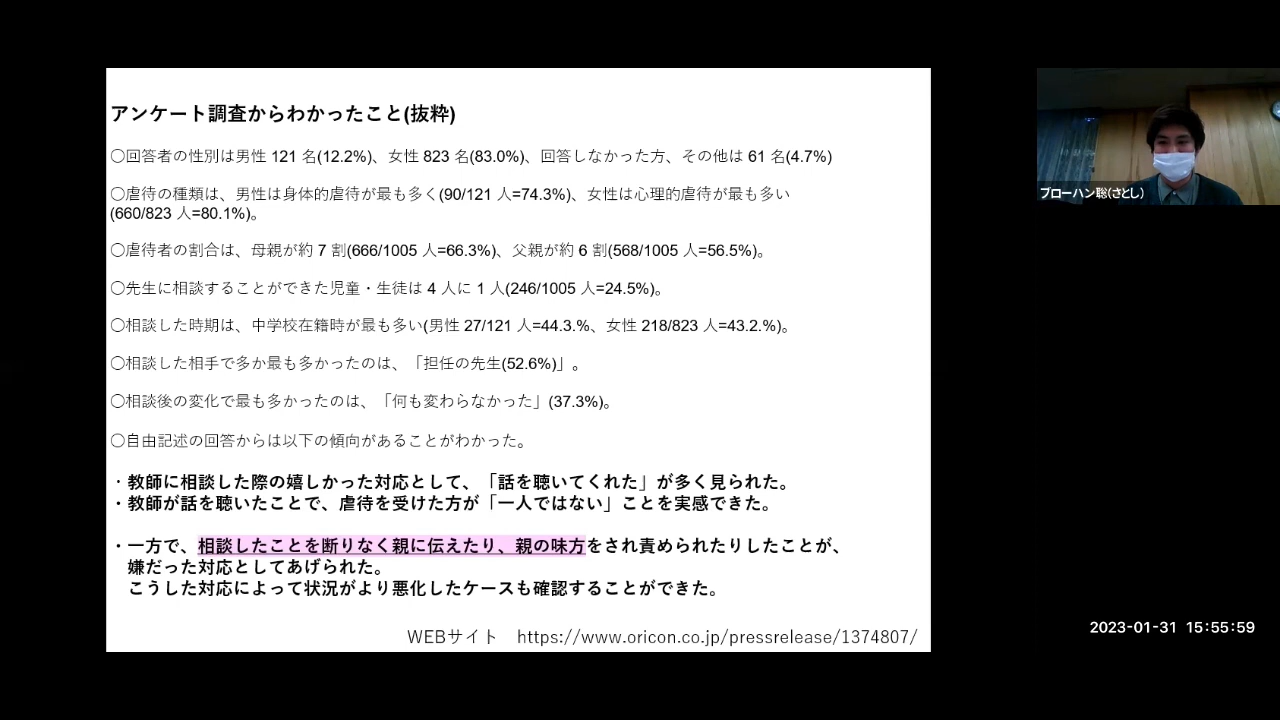 アンケート調査からわかったこと(抜粋)
〇回答者の性別は男性 121 名(12.2%)、女性 823 名(83.0%)、回答しなかった方、その他は 61 名(4.7%)
〇虐待の種類は、男性は身体的虐待が最も多く(90/121 人=74.3%)、女性は心理的虐待が最も多い
(660/823 人=80.1%)。
〇虐待者の割合は、母親が約 7 割(666/1005 人=66.3%)、父親が約 6 割(568/1005 人=56.5%)。
〇先生に相談することができた児童・生徒は 4 人に 1 人(246/1005 人=24.5%)。
〇相談した時期は、中学校在籍時が最も多い(男性 27/121 人=44.3.%、女性 218/823 人=43.2.%)。
〇相談した相手で多か最も多かったのは、「担任の先生(52.6%)」。
〇相談後の変化で最も多かったのは、「何も変わらなかった」(37.3%)。
〇自由記述の回答からは以下の傾向があることがわかった。
・教師に相談した際の嬉しかった対応として、「話を聴いてくれた」が多く見られた。
・教師が話を聴いたことで、虐待を受けた方が「一人ではない」ことを実感できた。
・一方で、相談したことを断りなく親に伝えたり、親の味方をされ責められたりしたことが、
嫌だった対応としてあげられた。
こうした対応によって状況がより悪化したケースも確認することができた。
WEBサイト https://www.oricon.co.jp/pressrelease/1374807/
ブローハン聡(さとし)
2023-01-31 15:55:59